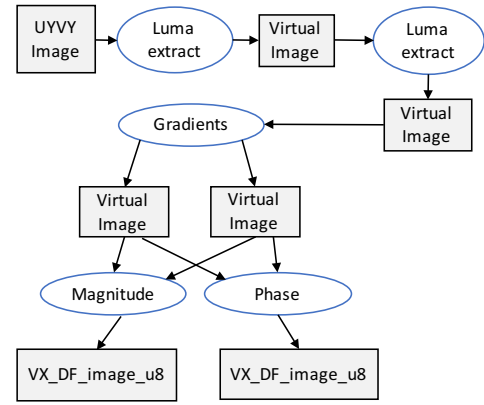 UYVY
Image
Luma
extract
Virtual
Image
Luma
extract
Virtual
Image
Gradients
Virtual
Image
Virtual
Image
Magnitude
Phase
VX_DF_image_u8
VX_DF_image_u8